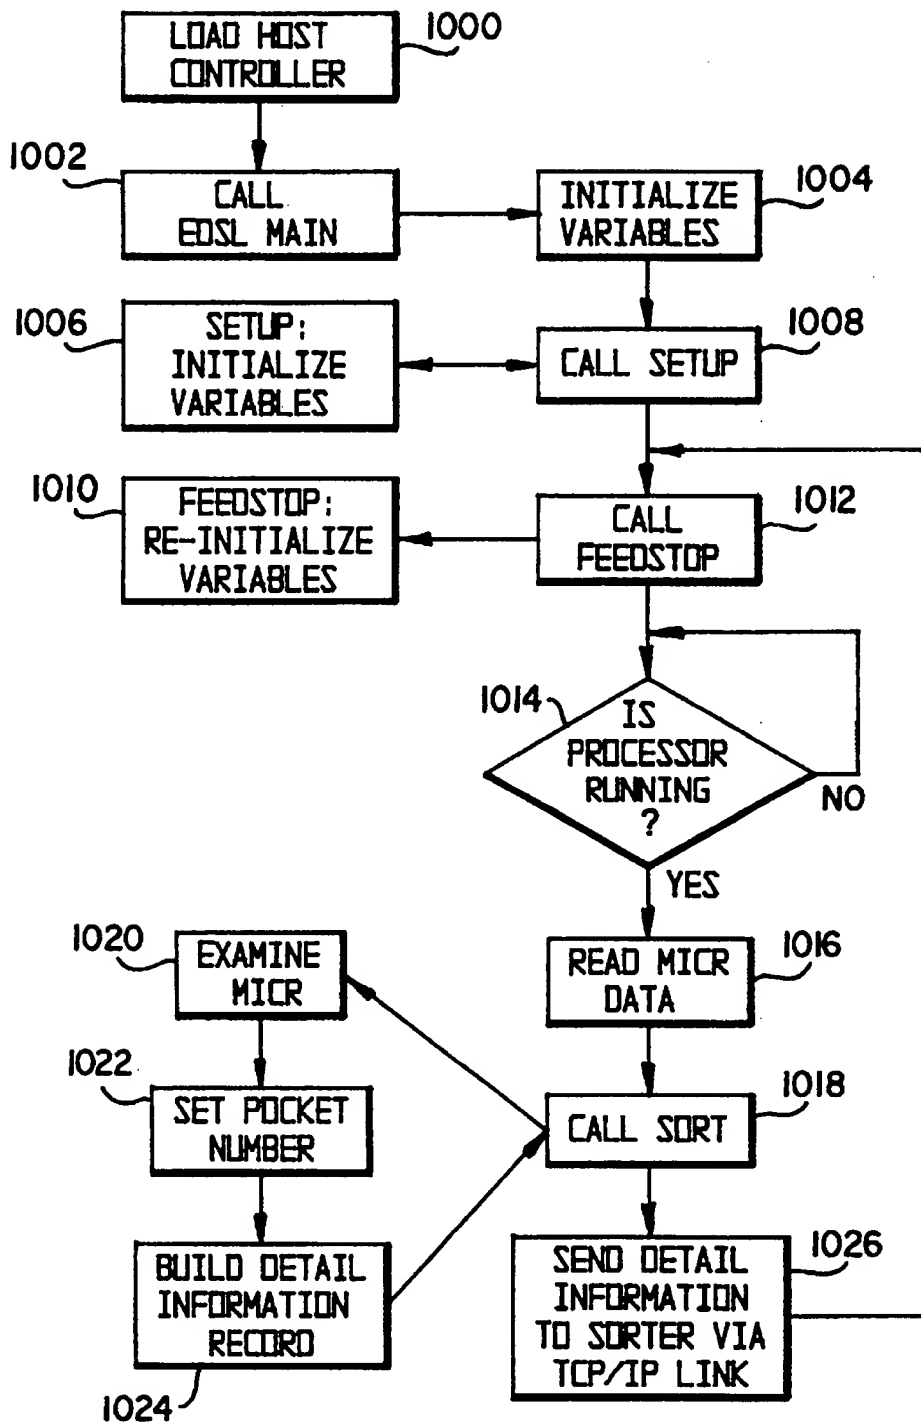 LOAD HOST
CONTROLLER
1000
1002
CALL
EDSL MAIN
INITIALIZE
VARIABLES
1004
1006
SETUP:
INITIALIZE
VARIABLES
CALL SETUP
1008
1010
FEEDSTOP:
RE-INITIALIZE
VARIABLES
CALL
FEEDSTOP
1012
1014
IS
PROCESSOR
RUNNING
?
NO
YES
1020
EXAMINE
MICR
READ MICR
DATA
1016
1022
SET POCKET
NUMBER
CALL SORT
1018
BUILD DETAIL
INFORMATION
RECORD
1024
SEND DETAIL
INFORMATION
TO SORTER VIA
TCP/IP LINK
1026